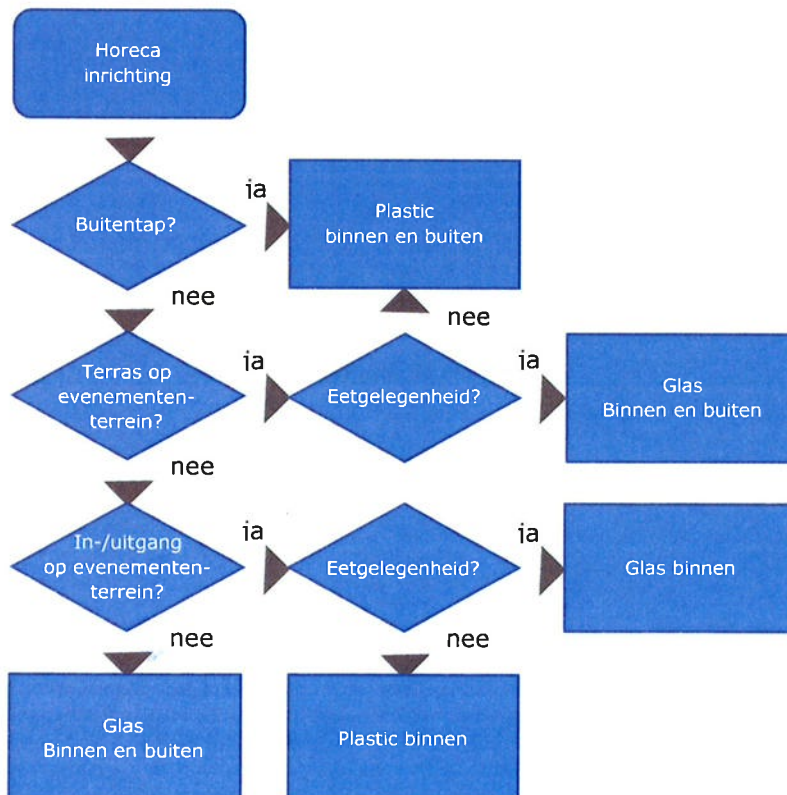 Horeca
inrichting
Buitentap?
ja
Plastic
binnen en buiten
nee
nee
Terras op
evenementen-
terrein?
ja
Eetgelegenheid?
ja
Glas
Binnen en buiten
nee
In-/uitgang
op evenementen-
terrein?
ja
Eetgelegenheid?
ja
Glas binnen
nee
nee
Glas
Binnen en buiten
Plastic binnen